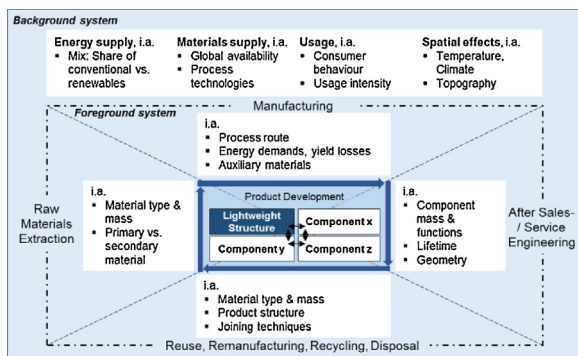 Background system
Energy supply, i.a.
▪ Mix: Share of
conventional vs.
renewables
Materials supply, i.a.
▪ Global availability
▪ Process
technologies
Usage, i.a.
▪ Consumer
behaviour
▪ Usage intensity
Spatial effects, i.a.
▪ Temperature,
Climate
▪ Topography
Manufacturing
Foreground system
i.a.
▪ Process route
▪ Energy demands, yield losses
▪ Auxiliary materials
Raw
Materials
Extraction
i.a.
▪ Material type &
mass
▪ Primary vs.
secondary
material
Product Development
Lightweight
Structure
Component x
Component y
Component z
i.a.
▪ Component
mass &
functions
▪ Lifetime
▪ Geometry
After Sales-
/ Service
Engineering
i.a.
▪ Material type & mass
▪ Product structure
▪ Joining techniques
Reuse, Remanufacturing, Recycling, Disposal